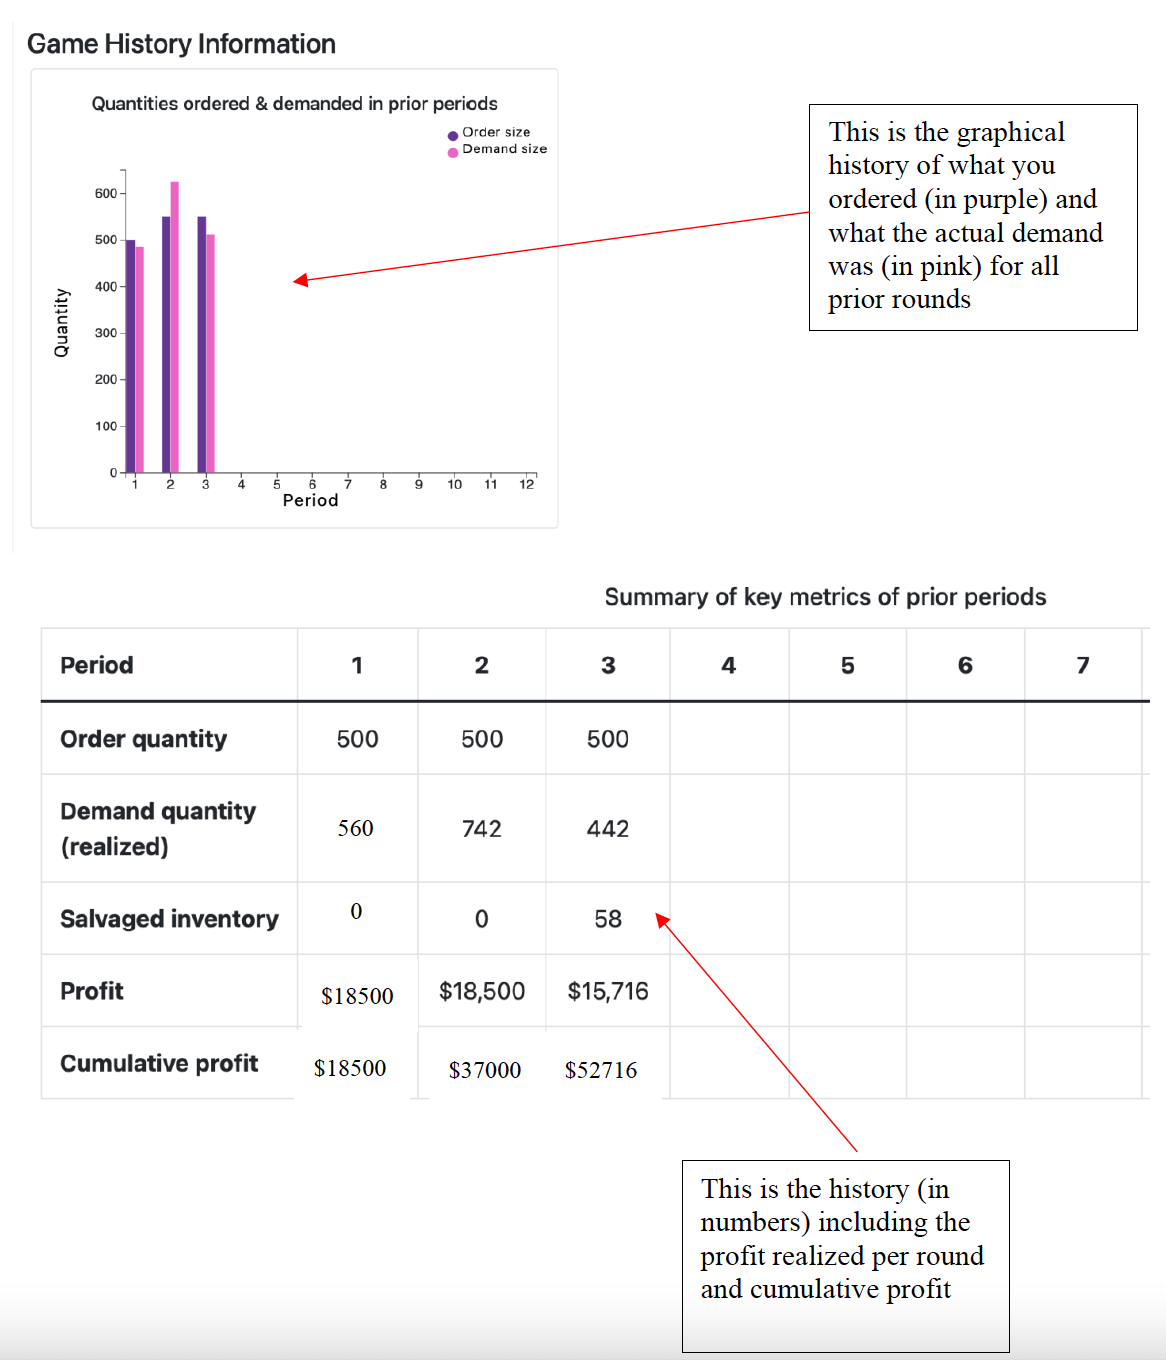 Game History Information
Quantities ordered & demanded in prior periods
Order size
Demand size
This is the graphical
history of what you
ordered (in purple) and
what the actual demand
was (in pink) for all
prior rounds
600
500
400
300
200
100
0
Quantity
1 2 3 4 5 6 7 8 9 10 11 12
Period
Summary of key metrics of prior periods
Period 1 2 3 4 5 6 7
Order quantity 500 500 500
Demand quantity
(realized) 560 742 442
Salvaged inventory 0 0 58
Profit $18500 $18,500 $15,716
Cumulative profit $18500 $37000 $52716
This is the history (in
numbers) including the
profit realized per round
and cumulative profit